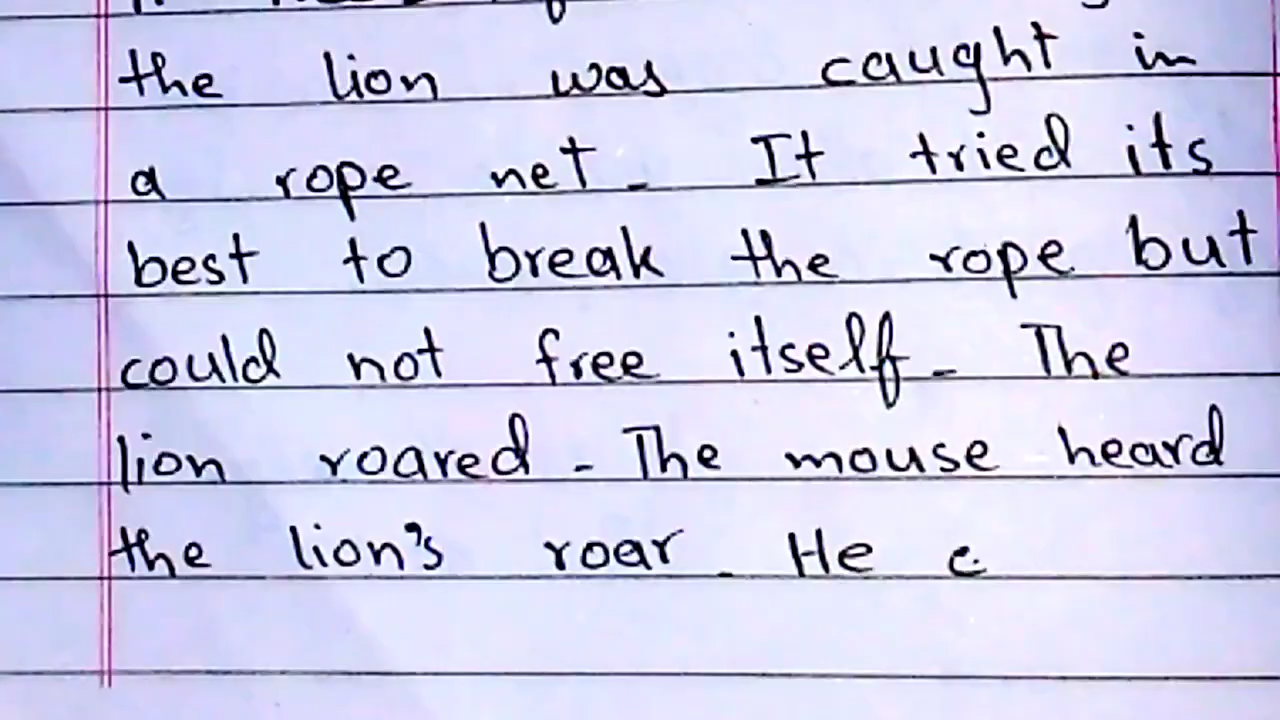 the lion was caught in
a rope net. It tried its
best to break the rope but
could not free itself. The
lion roared. The mouse heard
the lion's roar. He c